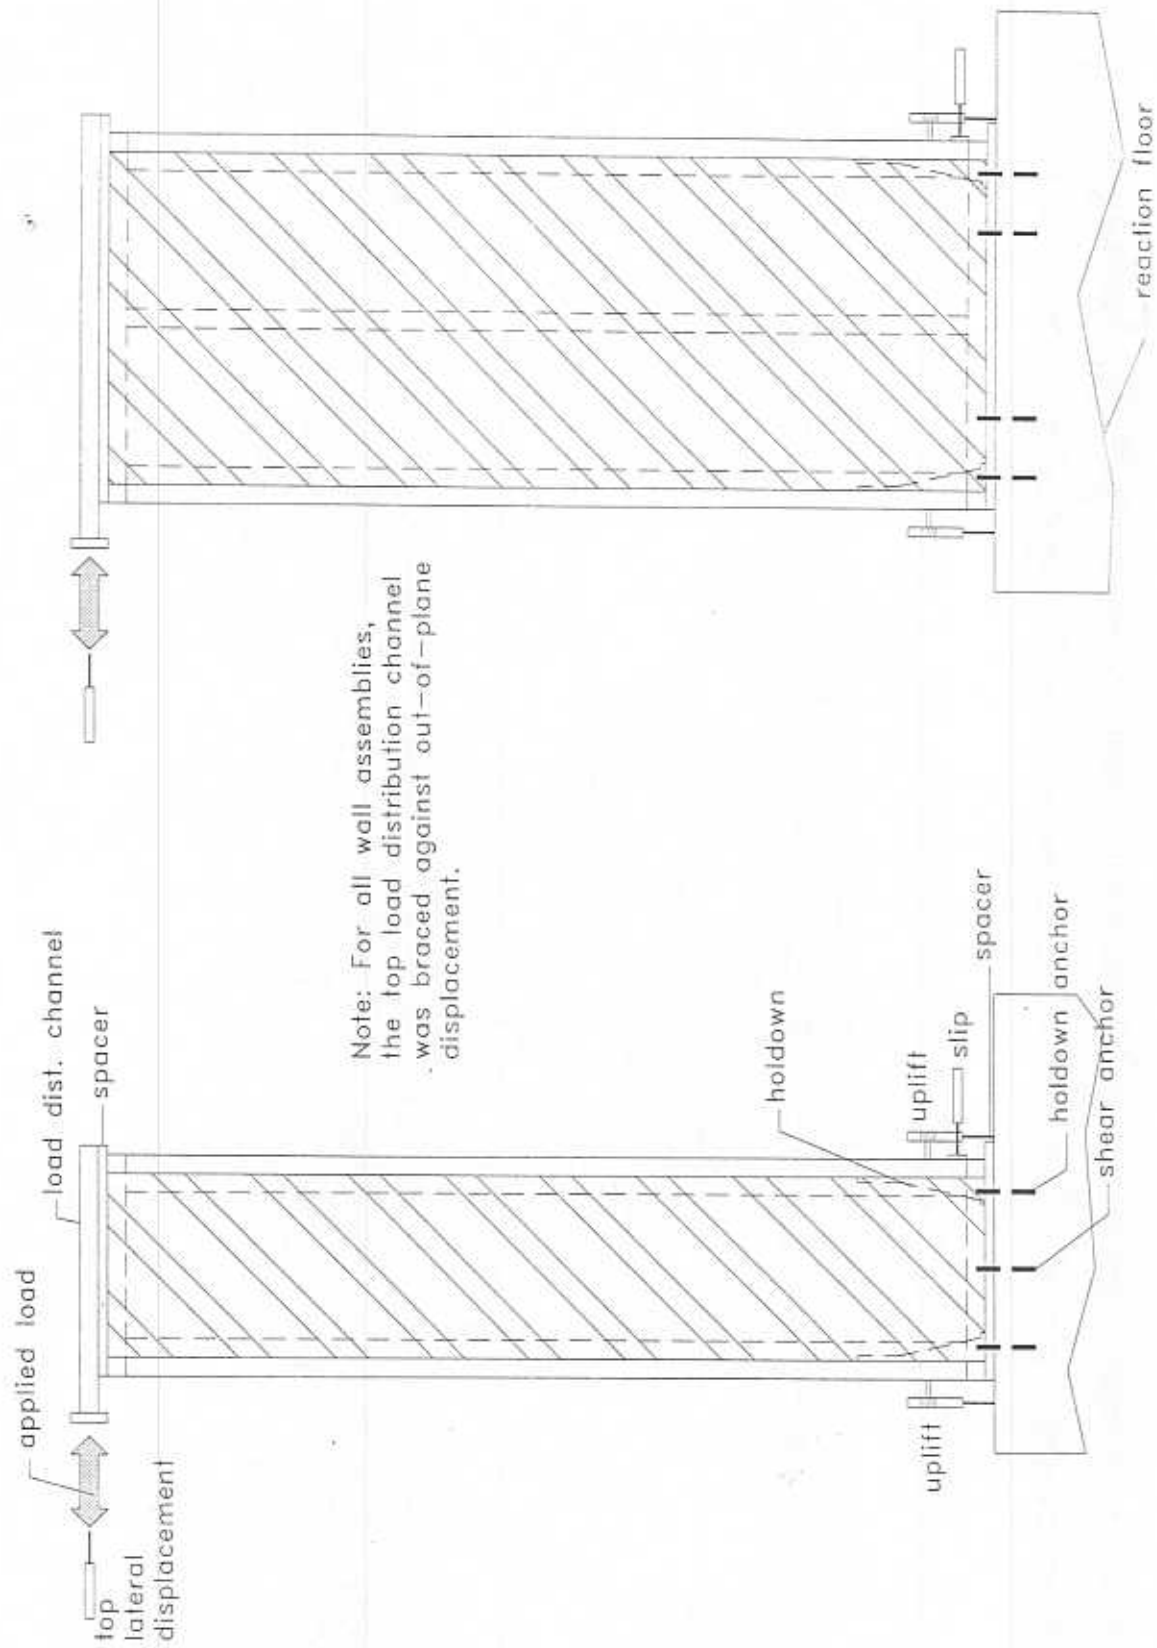 applied load
load dist. channel
spacer
top
lateral
displacement
Note: For all wall assemblies,
the top load distribution channel
was braced against out-of-plane
displacement.
holdown
uplift
uplift
slip
spacer
holdown anchor
shear anchor
reaction floor